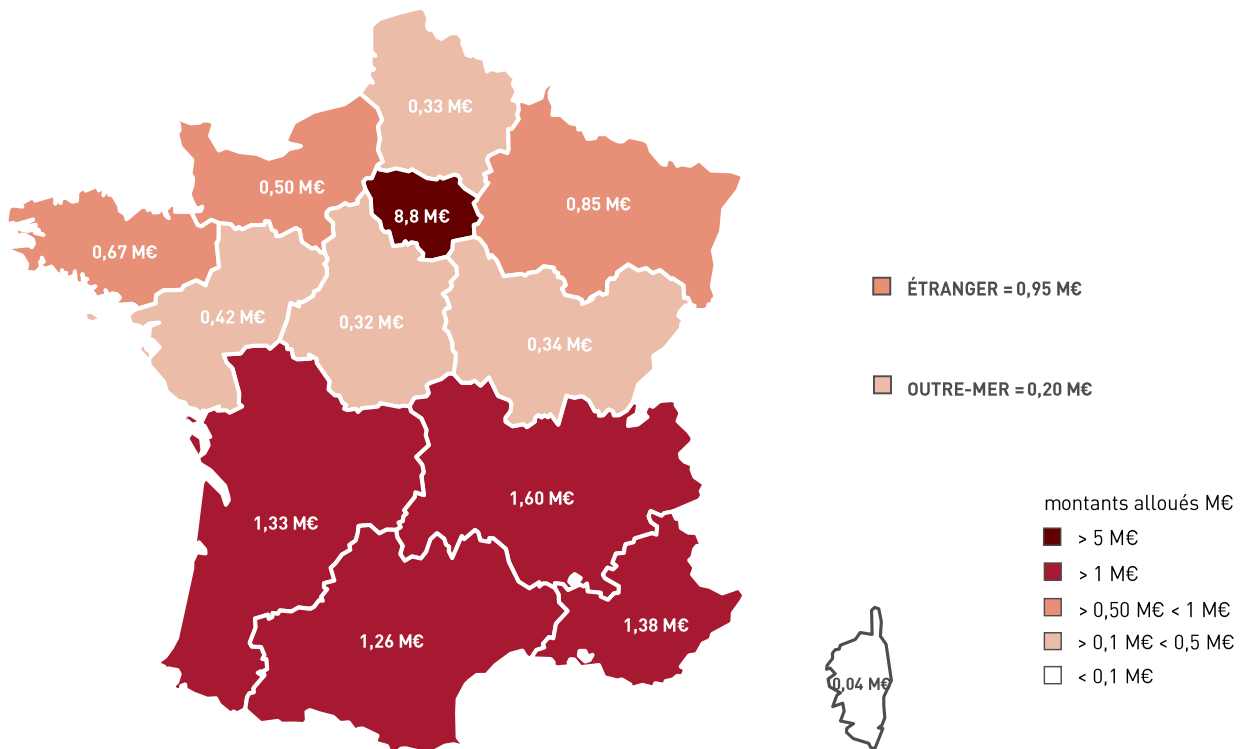 0,33 M€
0,50 M€
8,8 M€
0,85 M€
0,67 M€
0,42 M€
0,32 M€
0,34 M€
1,33 M€
1,60 M€
1,26 M€
1,38 M€
0,04 M€
ÉTRANGER = 0,95 M€
OUTRE-MER = 0,20 M€
montants alloués M€
> 5 M€
> 1 M€
> 0,50 M€ < 1 M€
> 0,1 M€ < 0,5 M€
< 0,1 M€